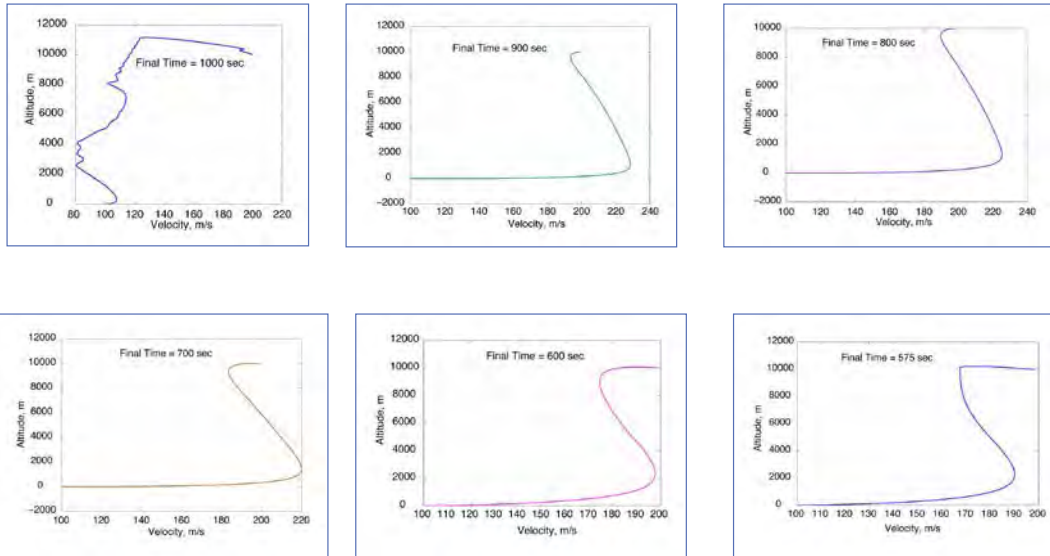 12000
10000
8000
6000
4000
2000
0
Altitude, m
Final Time = 1000 sec
80 100 120 140 160 180 200 220
Velocity, m/s
12000
10000
8000
6000
4000
2000
0
−2000
Altitude, m
Final Time = 900 sec
100 120 140 160 180 200 220 240
Velocity, m/s
10000
8000
6000
4000
2000
0
−2000
Altitude, m
Final Time = 800 sec
100 120 140 160 180 200 220 240
Velocity, m/s
12000
10000
8000
6000
4000
2000
0
−2000
Altitude, m
Final Time = 700 sec
100 120 140 160 180 200 220
Velocity, m/s
12000
10000
8000
6000
4000
2000
0
Altitude, m
Final Time = 600 sec
100 110 120 130 140 150 160 170 180 190 200
Velocity, m/s
12000
10000
8000
6000
4000
2000
0
Altitude, m
Final Time = 575 sec
100 110 120 130 140 150 160 170 180 190 200
Velocity, m/s